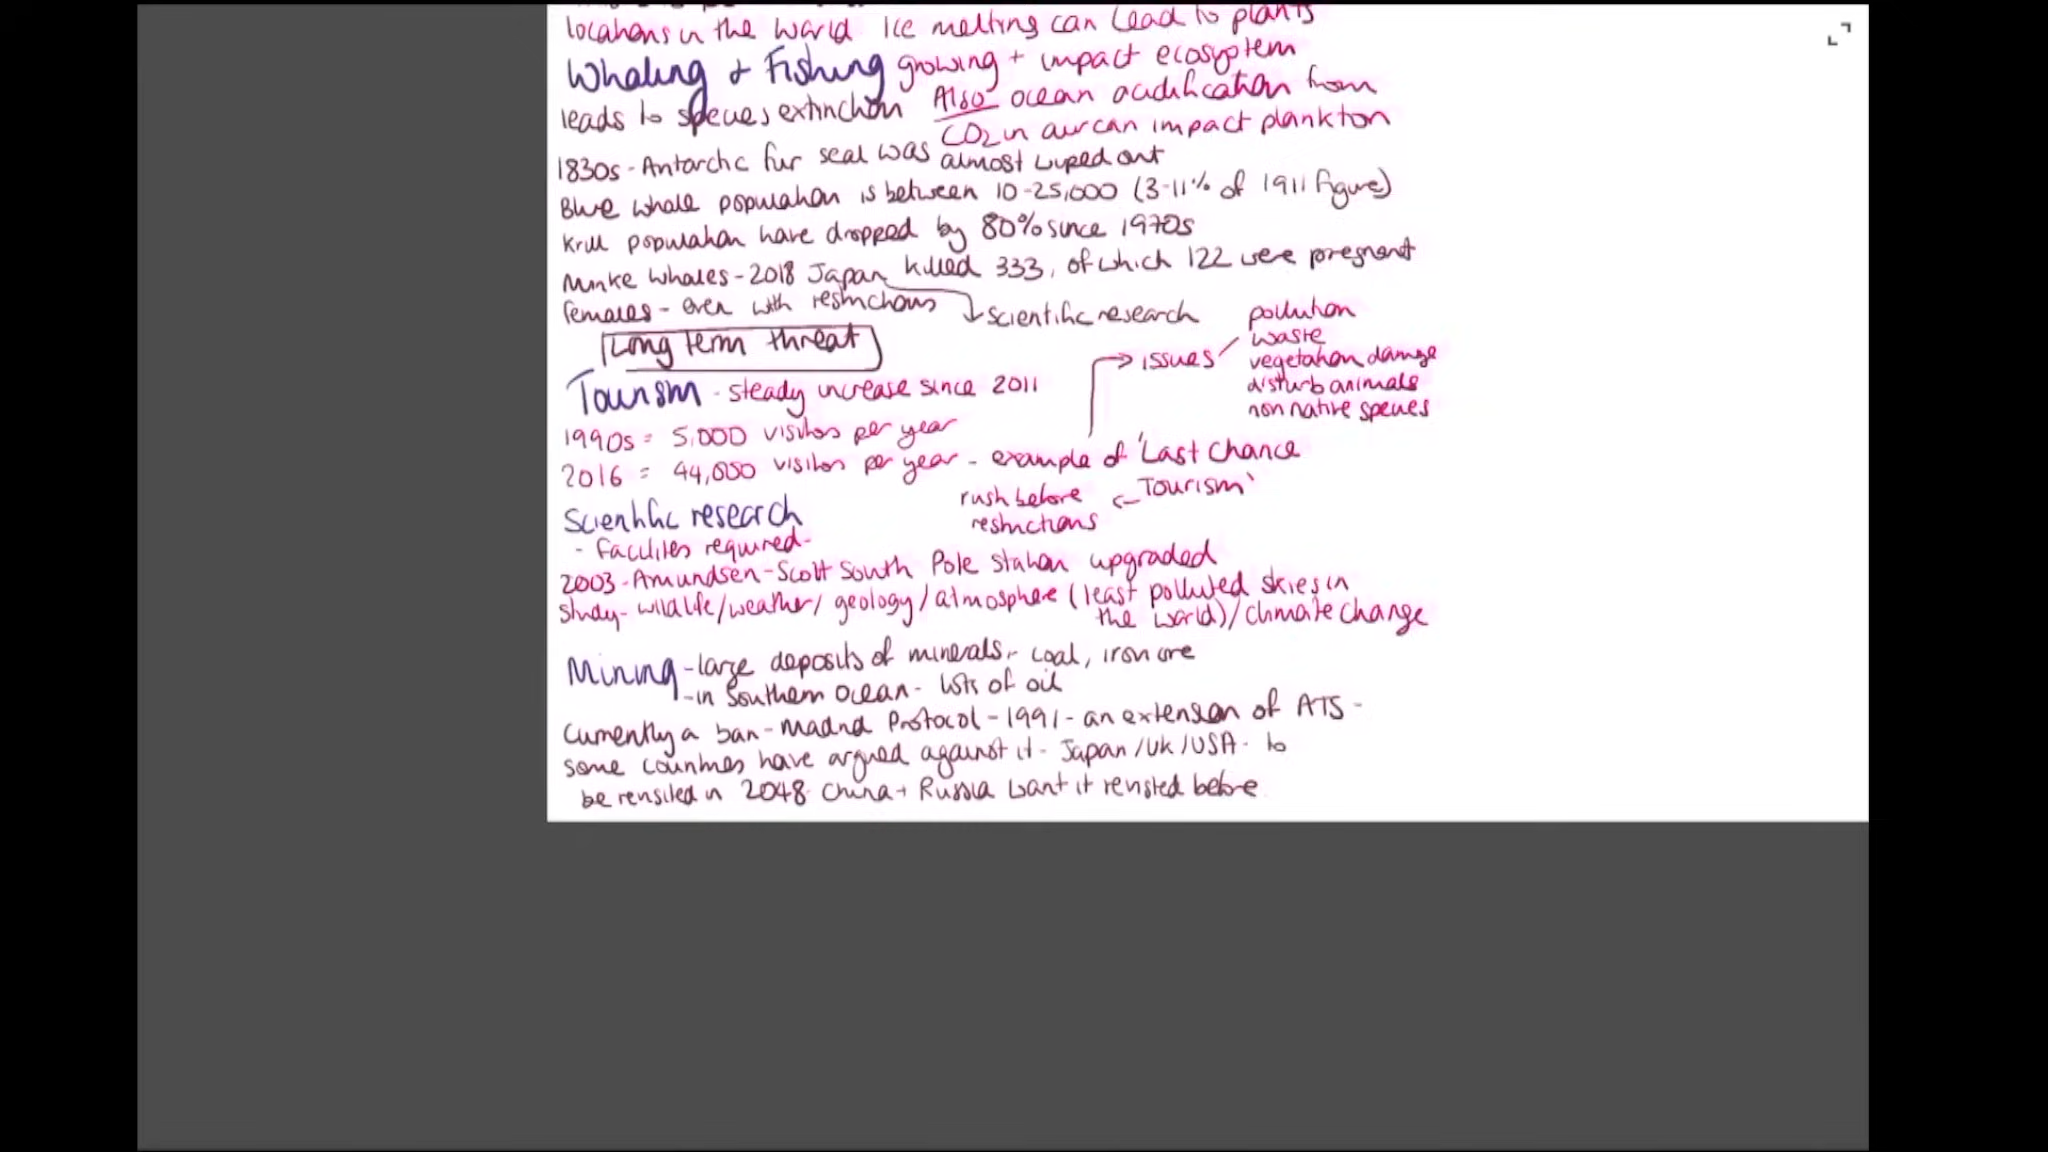 locations in the world Ice melting can lead to plants
Whaling & Fishing growing + impact ecosystem
leads to species extinction Also ocean acidification from
CO2 in air can impact plankton
1830s - Antarctic fur seal was almost wiped out
Blue whale population is between 10-25,000 (3-11% of 1911 figure)
Krill population have dropped by 80% since 1970s
Minke Whales - 2018 Japan killed 333, of which 122 were pregnant
females - even with restrictions → scientific research
Long term threat
Tourism - steady increase since 2011
→ issues
pollution
waste
vegetation damage
disturb animals
non native species
1990s = 5,000 visitors per year
2016 = 44,000 visitors per year - example of 'Last Chance
Tourism'
rush before
restrictions
Scientific research
- Facilites required -
2003 - Amundsen-Scott South Pole station upgraded
study - wildlife/weather/geology/atmosphere (least polluted skies in
the world)/climate change
Mining - large deposits of minerals - coal, iron ore
- in Southern Ocean - lots of oil
Currently a ban - Madrid Protocol - 1991 - an extension of ATS -
some countries have argued against it - Japan/UK/USA - to
be revisited in 2048 China + Russia want it revisted before